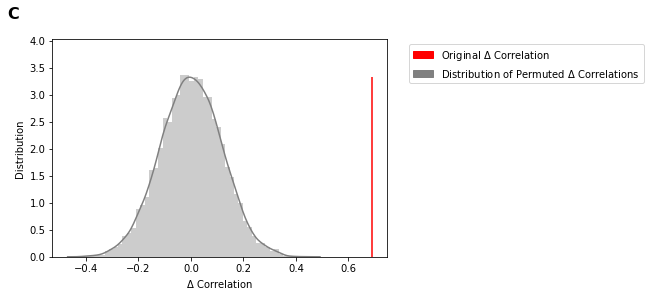 C
Original Δ Correlation
Distribution of Permuted Δ Correlations
4.0
3.5
3.0
2.5
2.0
1.5
1.0
0.5
0.0
Distribution
−0.4 −0.2 0.0 0.2 0.4 0.6
Δ Correlation